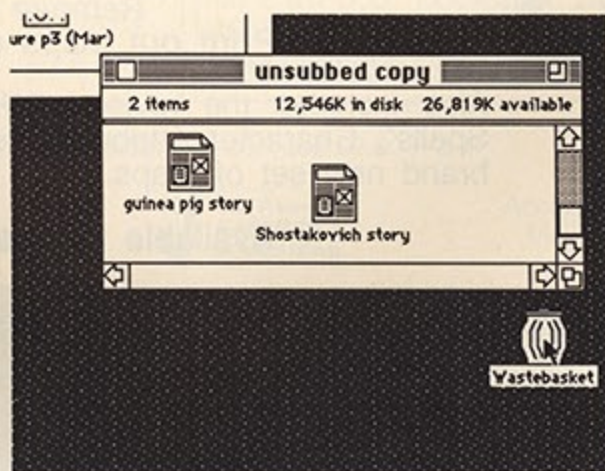 ure p3 (Mar)
unsubbed copy
2 items 12,546K in disk 26,819K available
guinea pig story
Shostakovich story
Wastebasket